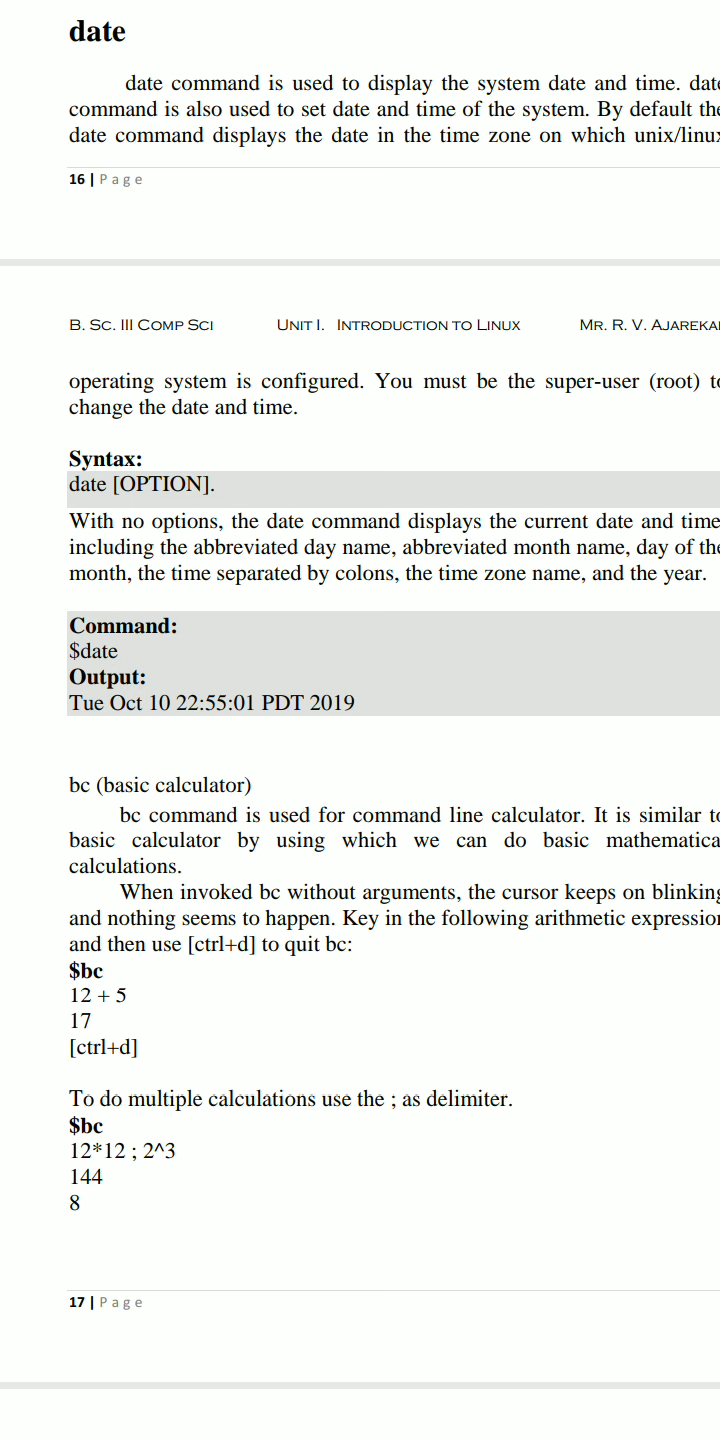 date
date command is used to display the system date and time. date
command is also used to set date and time of the system. By default the
date command displays the date in the time zone on which unix/linux
16 | Page
B. Sc. III Comp Sci Unit I. Introduction to Linux Mr. R. V. Ajarekar
operating system is configured. You must be the super-user (root) to
change the date and time.
Syntax:
date [OPTION].
With no options, the date command displays the current date and time,
including the abbreviated day name, abbreviated month name, day of the
month, the time separated by colons, the time zone name, and the year.
Command:
$date
Output:
Tue Oct 10 22:55:01 PDT 2019
bc (basic calculator)
bc command is used for command line calculator. It is similar to
basic calculator by using which we can do basic mathematical
calculations.
When invoked bc without arguments, the cursor keeps on blinking
and nothing seems to happen. Key in the following arithmetic expression
and then use [ctrl+d] to quit bc:
$bc
12 + 5
17
[ctrl+d]
To do multiple calculations use the ; as delimiter.
$bc
12*12 ; 2^3
144
8
17 | Page